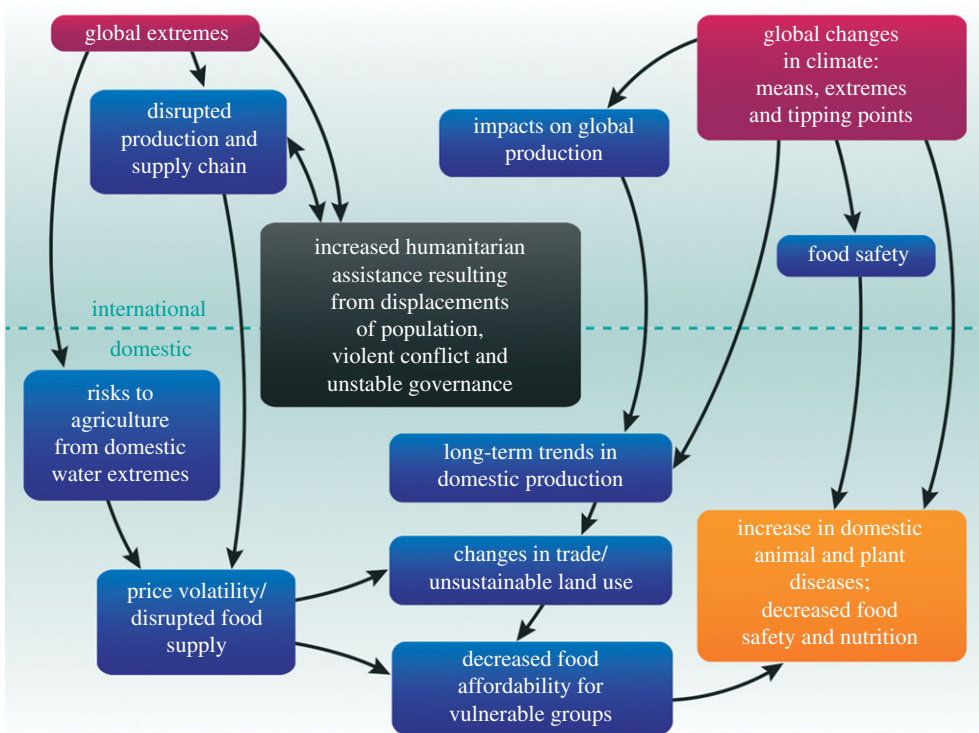 global extremes
global changes
in climate:
means, extremes
and tipping points
disrupted
production and
supply chain
impacts on global
production
increased humanitarian
assistance resulting
from displacements
of population,
violent conflict and
unstable governance
food safety
international
domestic
risks to
agriculture
from domestic
water extremes
long-term trends in
domestic production
price volatility/
disrupted food
supply
changes in trade/
unsustainable land use
increase in domestic
animal and plant
diseases;
decreased food
safety and nutrition
decreased food
affordability for
vulnerable groups